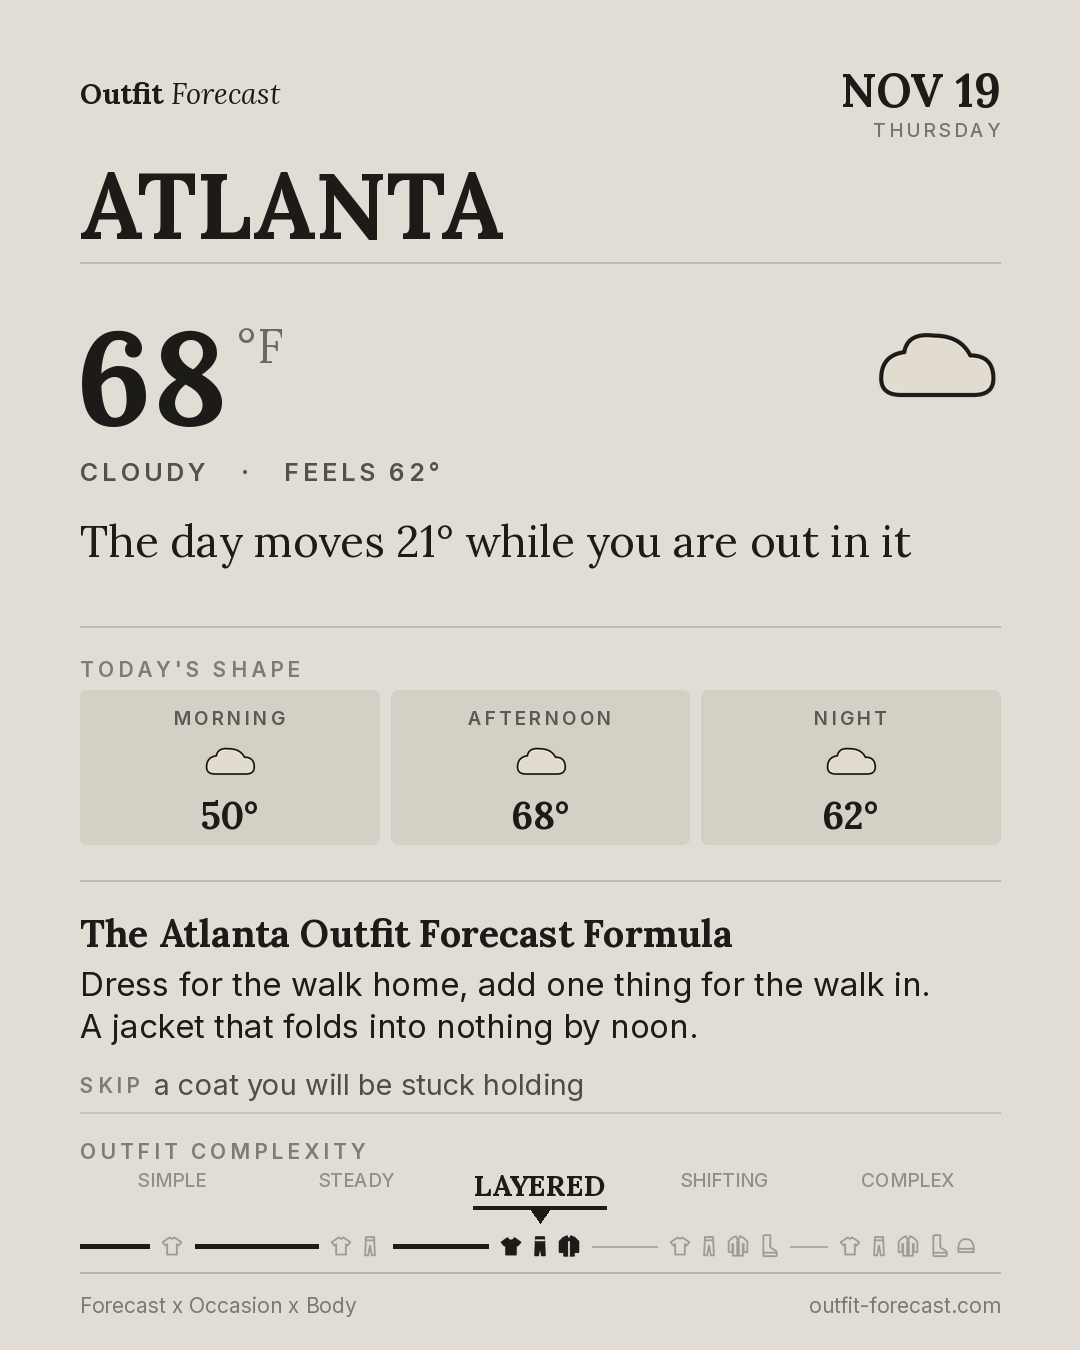 Outfit Forecast
NOV 19
THURSDAY
ATLANTA
68 °F
CLOUDY · FEELS 62°
The day moves 21° while you are out in it
TODAY'S SHAPE
MORNING
50°
AFTERNOON
68°
NIGHT
62°
The Atlanta Outfit Forecast Formula
Dress for the walk home, add one thing for the walk in.
A jacket that folds into nothing by noon.
SKIP a coat you will be stuck holding
OUTFIT COMPLEXITY
SIMPLE STEADY LAYERED SHIFTING COMPLEX
Forecast x Occasion x Body
outfit-forecast.com